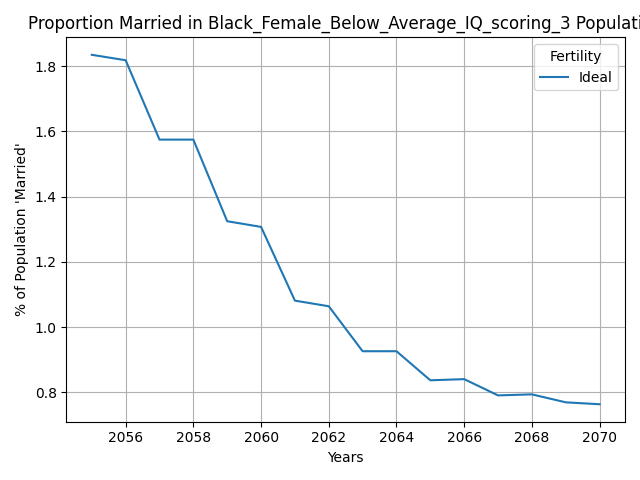 Proportion Married in Black_Female_Below_Average_IQ_scoring_3 Populati
Fertility
Ideal
% of Population 'Married'
1.8
1.6
1.4
1.2
1.0
0.8
2056 2058 2060 2062 2064 2066 2068 2070
Years